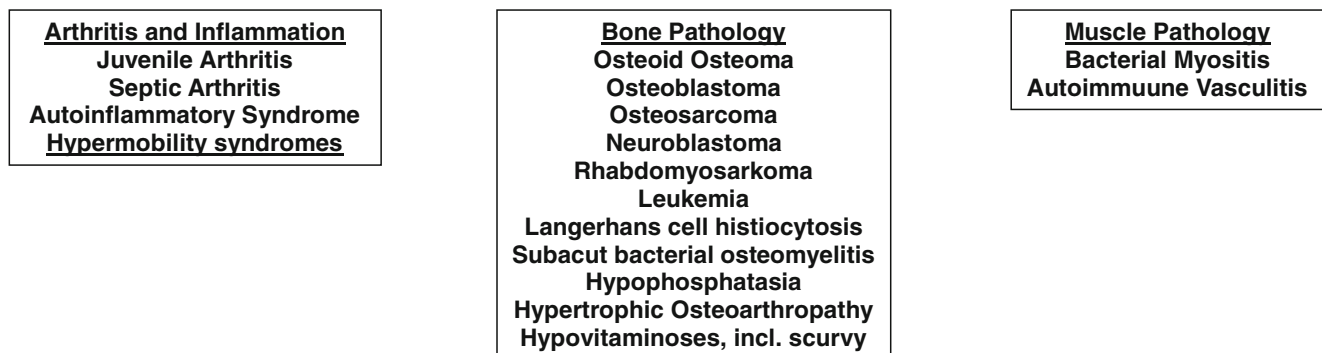 Arthritis and Inflammation
Juvenile Arthritis
Septic Arthritis
Autoinflammatory Syndrome
Hypermobility syndromes
Bone Pathology
Osteoid Osteoma
Osteoblastoma
Osteosarcoma
Neuroblastoma
Rhabdomyosarkoma
Leukemia
Langerhans cell histiocytosis
Subacut bacterial osteomyelitis
Hypophosphatasia
Hypertrophic Osteoarthropathy
Hypovitaminoses, incl. scurvy
Muscle Pathology
Bacterial Myositis
Autoimmuune Vasculitis